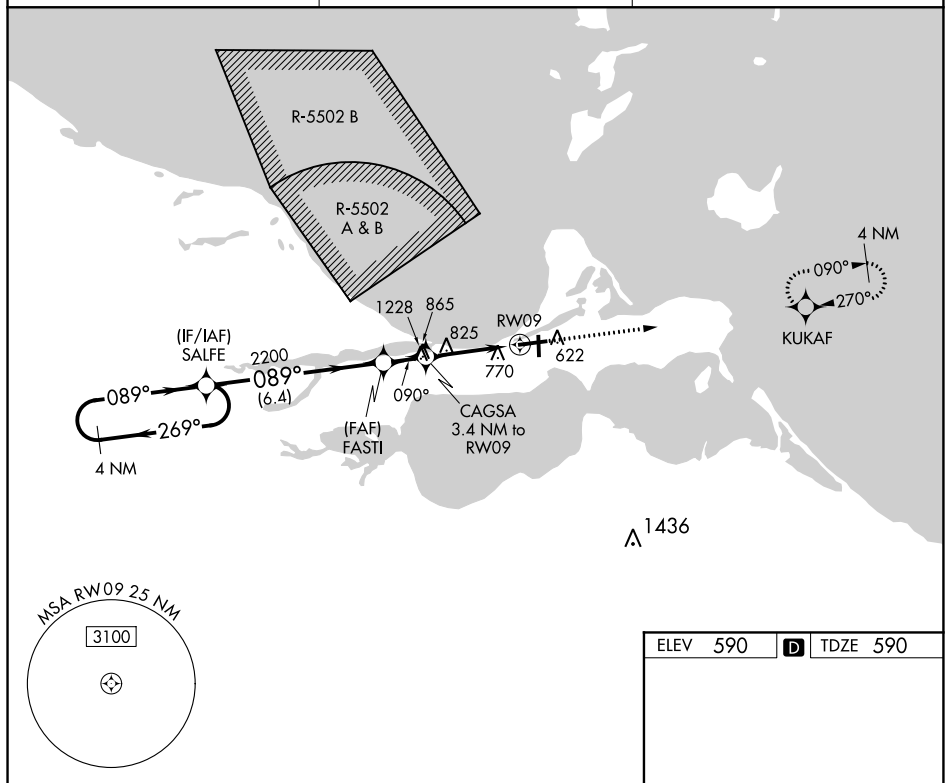 R-5502 B
R-5502
A & B
4 NM
090°
270°
KUKAF
1228
865
825
RW09
622
770
(IF/IAF)
SALFE
2200
089°
089°
(6.4)
090°
269°
4 NM
(FAF)
FASTI
CAGSA
3.4 NM to
RW09
1436
MSA RW09 25 NM
3100
ELEV 590 D TDZE 590